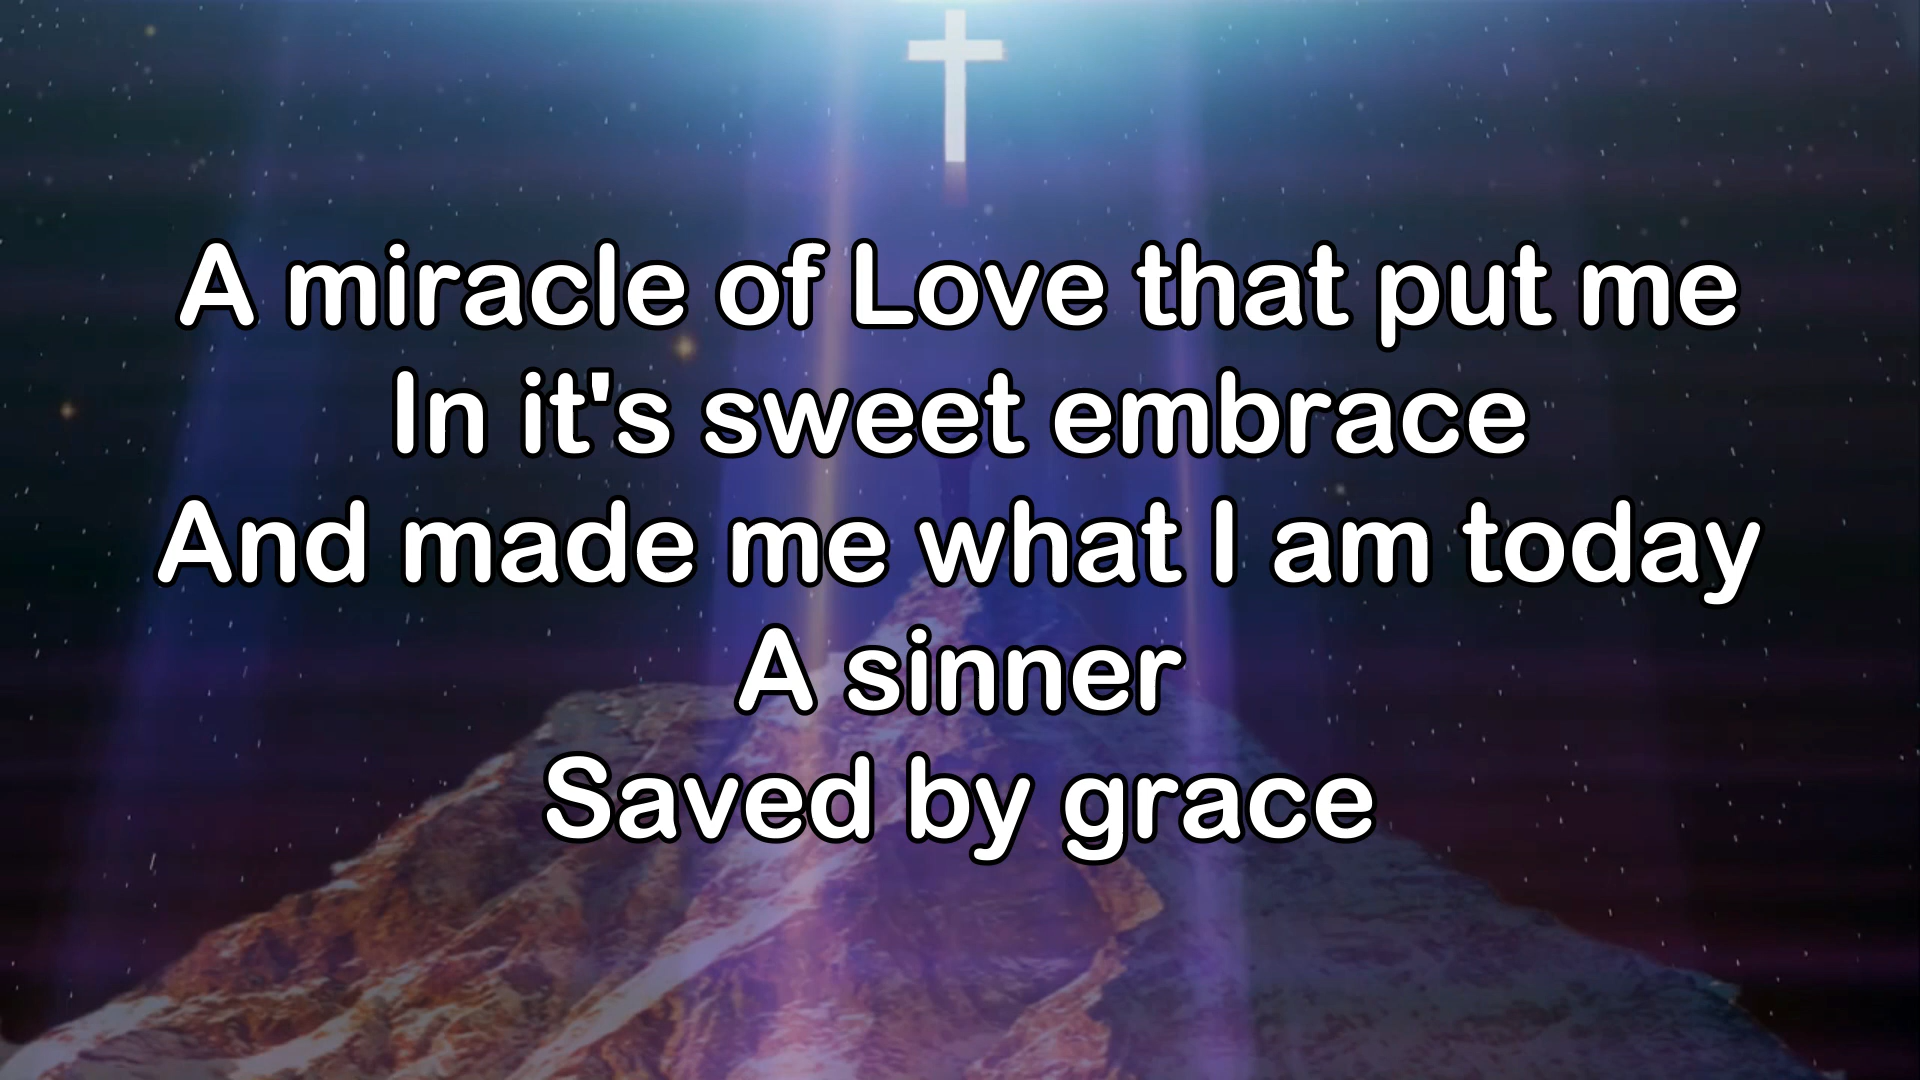 A miracle of Love that put me
In it's sweet embrace
And made me what I am today
A sinner
Saved by grace